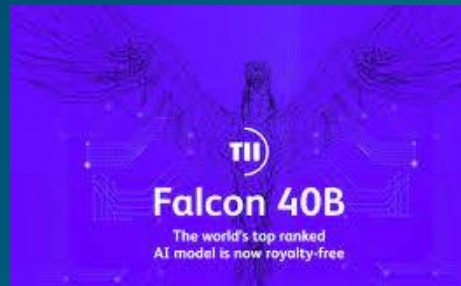 TII
Falcon 40B
The world's top ranked
AI model is now royalty-free